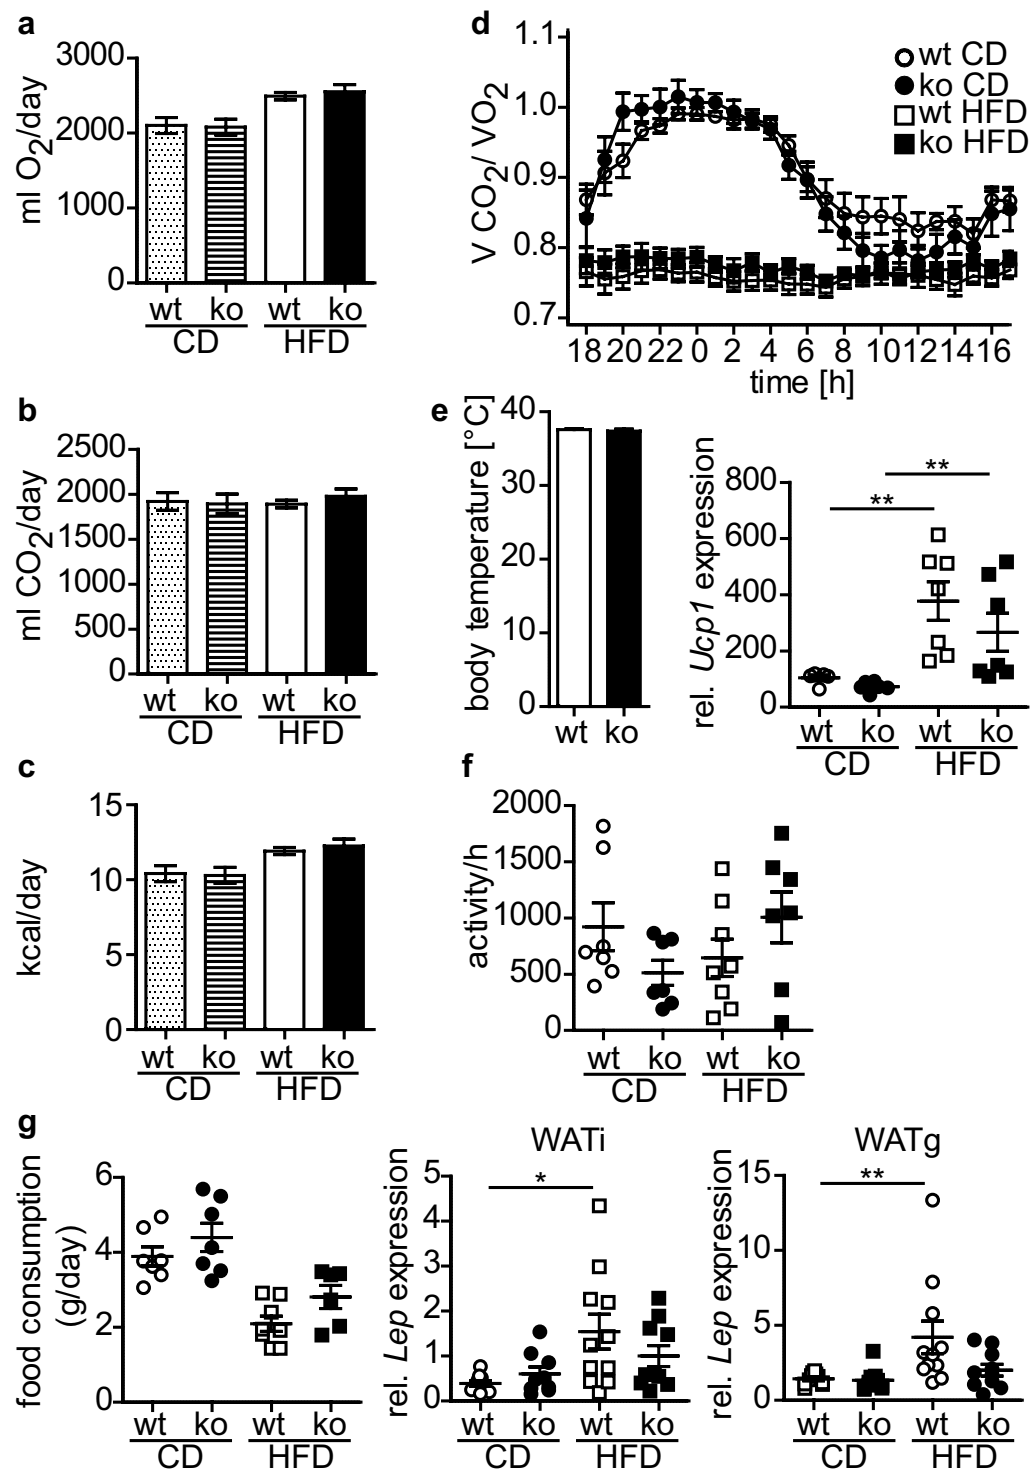 a
ml O2/day
3000
2000
1000
0
wt ko wt ko
CD HFD
b
ml CO2/day
2500
2000
1500
1000
500
0
wt ko wt ko
CD HFD
c
kcal/day
15
10
5
0
wt ko wt ko
CD HFD
d
V CO2/ VO2
1.1
1.0
0.9
0.8
0.7
wt CD
ko CD
wt HFD
ko HFD
18 20 22 0 2 4 6 8 10 12 14 16
time [h]
e
body temperature [°C]
40
30
20
10
0
wt ko
rel. Ucp1 expression
800
600
400
200
0
**
**
wt ko wt ko
CD HFD
f
activity/h
2000
1500
1000
500
0
wt ko wt ko
CD HFD
g
food consumption
(g/day)
6
4
2
0
wt ko wt ko
CD HFD
WATi
rel. Lep expression
5
4
3
2
1
0
*
wt ko wt ko
CD HFD
WATg
rel. Lep expression
15
10
5
0
**
wt ko wt ko
CD HFD